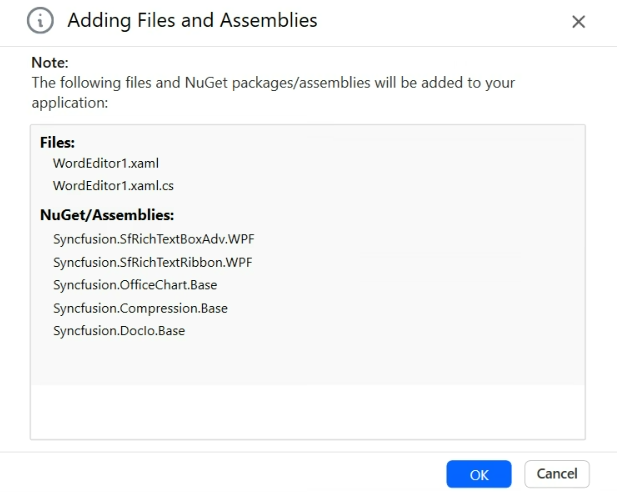 Adding Files and Assemblies
Note:
The following files and NuGet packages/assemblies will be added to your
application:
Files:
WordEditor1.xaml
WordEditor1.xaml.cs
NuGet/Assemblies:
Syncfusion.SfRichTextBoxAdv.WPF
Syncfusion.SfRichTextRibbon.WPF
Syncfusion.OfficeChart.Base
Syncfusion.Compression.Base
Syncfusion.DocIo.Base
OK
Cancel